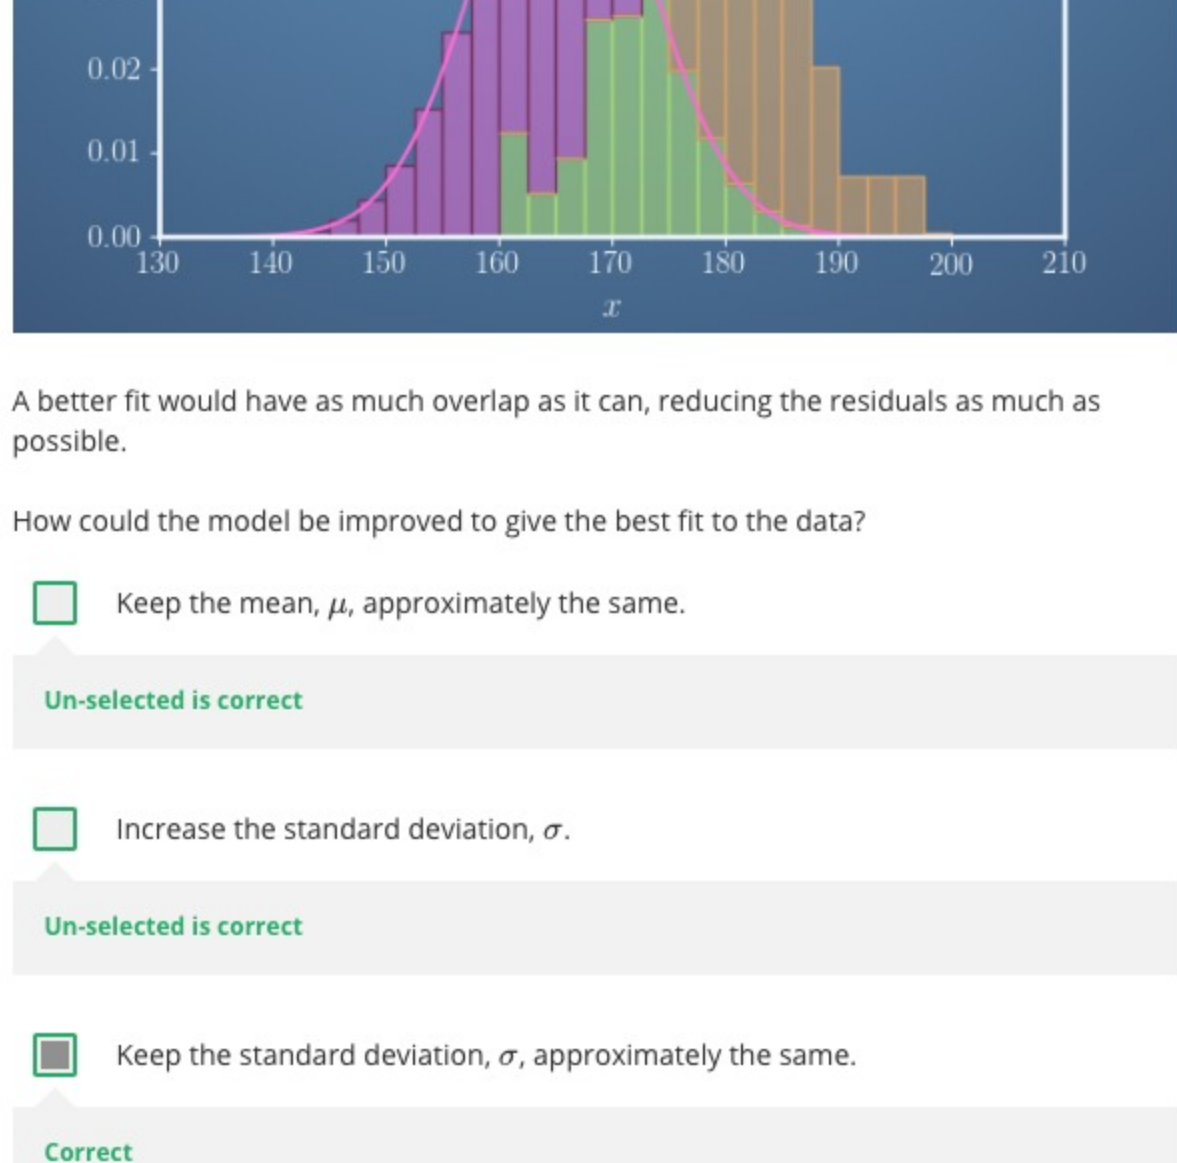 0.02
0.01
0.00
130 140 150 160 170 180 190 200 210
x
A better fit would have as much overlap as it can, reducing the residuals as much as
possible.
How could the model be improved to give the best fit to the data?
Keep the mean, μ, approximately the same.
Un-selected is correct
Increase the standard deviation, σ.
Un-selected is correct
Keep the standard deviation, σ, approximately the same.
Correct